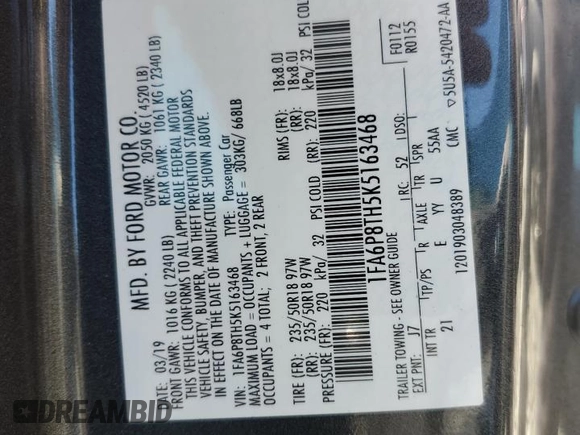 MFD. BY FORD MOTOR CO.
03/19 GVWR: 2050 KG (4520 LB)
FRONT GAWR: 1016 KG (2240 LB) REAR GAWR: 1061 KG (2340 LB)
THIS VEHICLE CONFORMS TO ALL APPLICABLE FEDERAL MOTOR
VEHICLE SAFETY, BUMPER, AND THEFT PREVENTION STANDARDS
IN EFFECT ON THE DATE OF MANUFACTURE SHOWN ABOVE.
VIN: 1FA6P8TH5K5163468 TYPE: Passenger Car
MAXIMUM LOAD = OCCUPANTS + LUGGAGE = 303KG/ 668LB
OCCUPANTS = 4 TOTAL; 2 FRONT, 2 REAR
TIRE (FR): 235/50R18 97W RIMS (FR): 18x8.0J
(RR): 235/50R18 97W (RR): 18x8.0J
PRESSURE (FR): 220 kPa/ 32 PSI COLD (RR): 220 kPa/ 32 PSI COLD
1FA6P8TH5K5163468
F0112
R0155
TRAILER TOWING - SEE OWNER GUIDE
EXT PNT: J7 RC: 52 DSO:
INT TR TP/PS R AXLE TR SPR
21 E YY U 55AA
1201903048389 CMC ▽5U5A-5420472-AA
DREAMBID